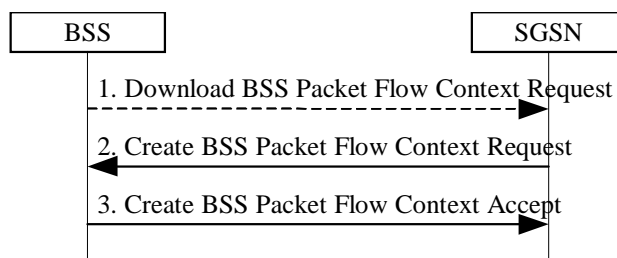 BSS SGSN
1. Download BSS Packet Flow Context Request
2. Create BSS Packet Flow Context Request
3. Create BSS Packet Flow Context Accept